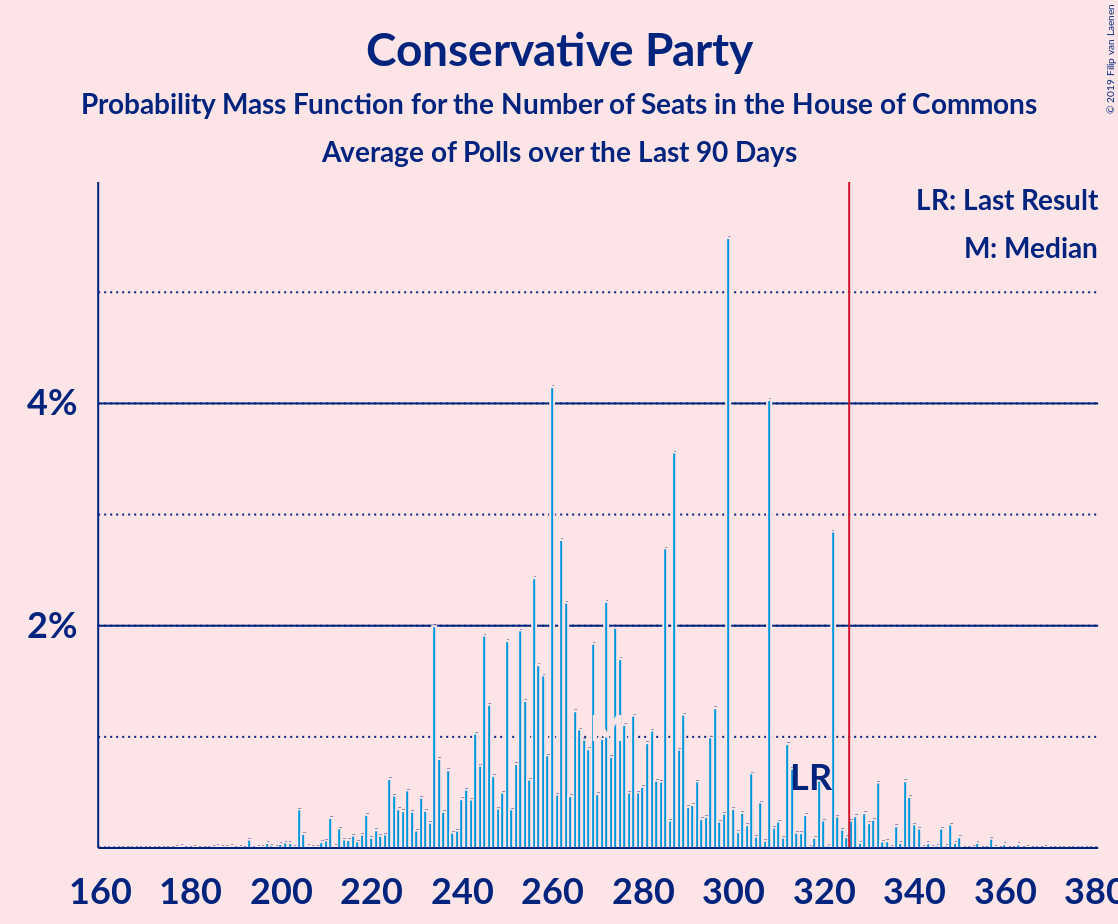 Conservative Party
Probability Mass Function for the Number of Seats in the House of Commons
Average of Polls over the Last 90 Days
© 2019 Filip van Laenen
LR: Last Result
M: Median
4%
2%
LR
160 180 200 220 240 260 280 300 320 340 360 380